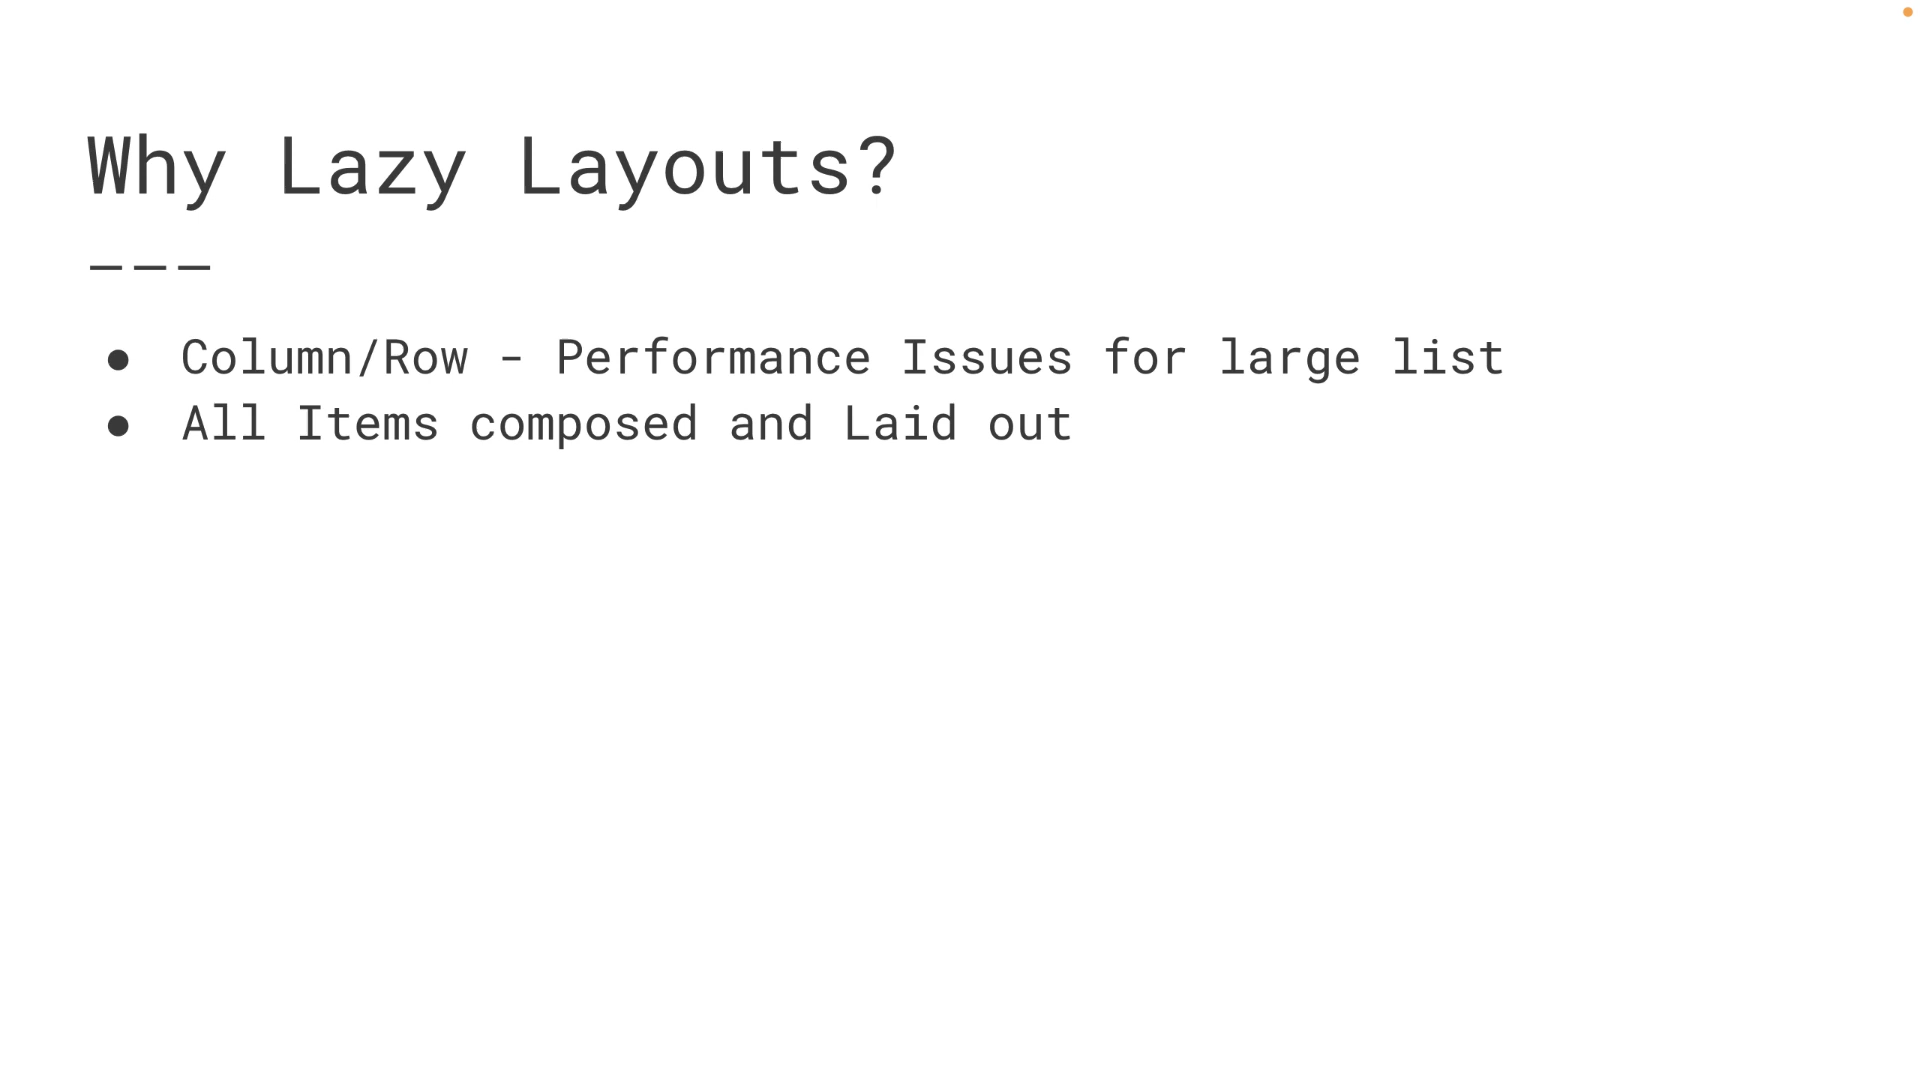 Why Lazy Layouts?
———
● Column/Row - Performance Issues for large list
● All Items composed and Laid out